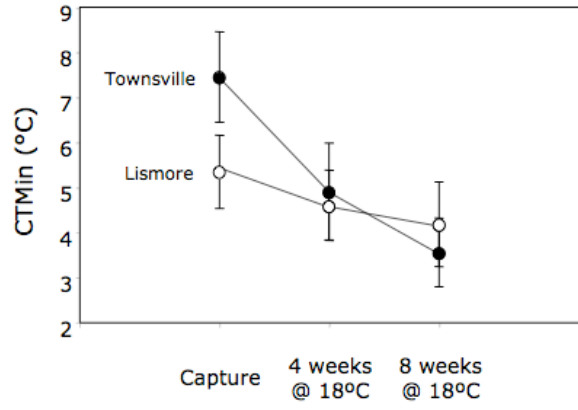 9
8
7
6
5
4
3
2
CTMin (°C)
Townsville
Lismore
Capture
4 weeks
@ 18ºC
8 weeks
@ 18ºC